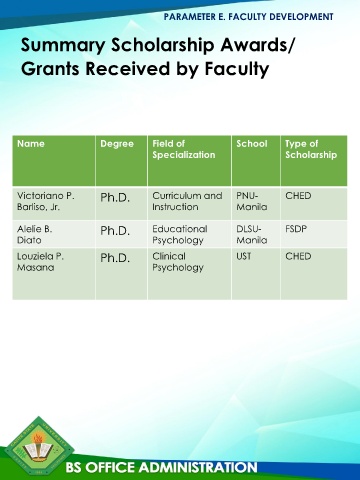 PARAMETER E. FACULTY DEVELOPMENT
Summary Scholarship Awards/
Grants Received by Faculty
Name Degree Field of Specialization School Type of Scholarship
Victoriano P. Barliso, Jr. Ph.D. Curriculum and Instruction PNU-Manila CHED
Alelie B. Diato Ph.D. Educational Psychology DLSU-Manila FSDP
Louziela P. Masana Ph.D. Clinical Psychology UST CHED
BS OFFICE ADMINISTRATION